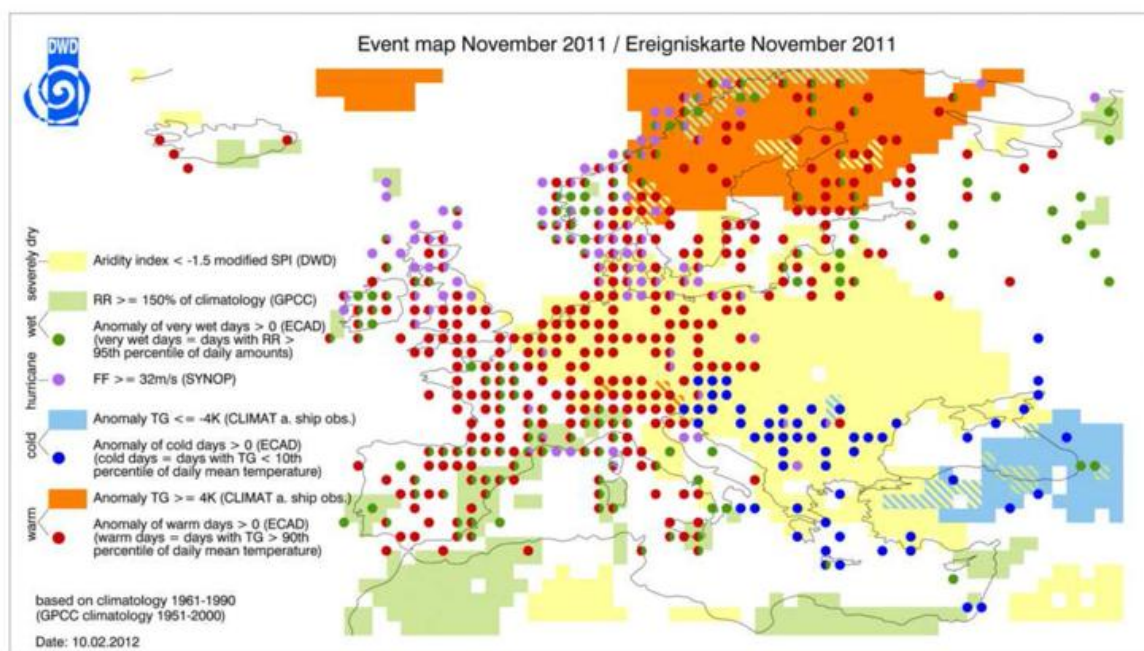 DWD
Event map November 2011 / Ereigniskarte November 2011
severely dry
Aridity index < -1.5 modified SPI (DWD)
wet
RR >= 150% of climatology (GPCC)
Anomaly of very wet days > 0 (ECAD)
(very wet days = days with RR >
95th percentile of daily amounts)
hurricane
FF >= 32m/s (SYNOP)
cold
Anomaly TG <= -4K (CLIMAT a. ship obs.)
Anomaly of cold days > 0 (ECAD)
(cold days = days with TG < 10th
percentile of daily mean temperature)
warm
Anomaly TG >= 4K (CLIMAT a. ship obs.)
Anomaly of warm days > 0 (ECAD)
(warm days = days with TG > 90th
percentile of daily mean temperature)
based on climatology 1961-1990
(GPCC climatology 1951-2000)
Date: 10.02.2012